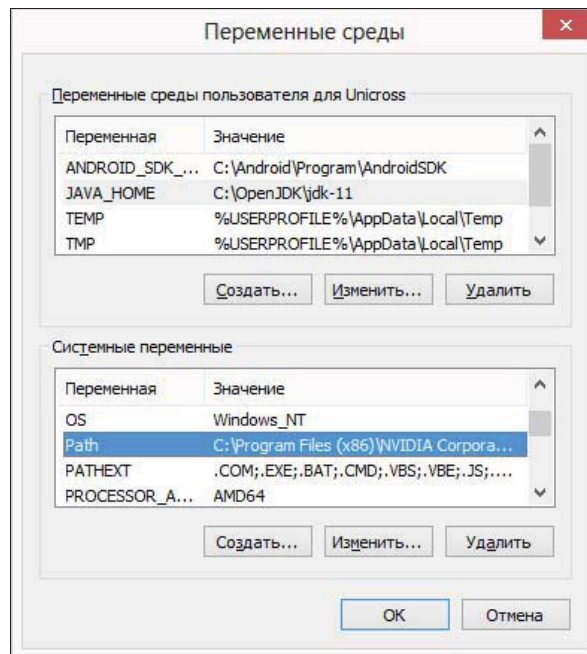 Переменные среды
Переменные среды пользователя для Unicross
Переменная Значение
ANDROID_SDK_... C:\Android\Program\AndroidSDK
JAVA_HOME C:\OpenJDK\jdk-11
TEMP %USERPROFILE%\AppData\Local\Temp
TMP %USERPROFILE%\AppData\Local\Temp
Создать... Изменить... Удалить
Системные переменные
Переменная Значение
OS Windows_NT
Path C:\Program Files (x86)\NVIDIA Corpora...
PATHEXT .COM;.EXE;.BAT;.CMD;.VBS;.VBE;.JS;....
PROCESSOR_A... AMD64
Создать... Изменить... Удалить
ОК Отмена